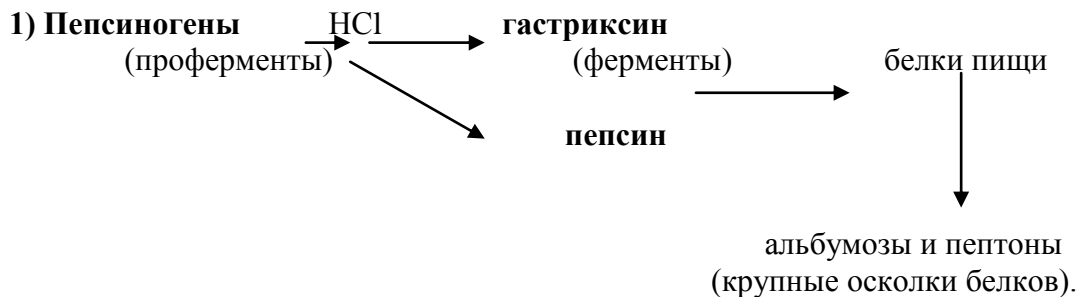 1) Пепсиногены HCl гастриксин
(проферменты) (ферменты) белки пищи
пепсин
альбумозы и пептоны
(крупные осколки белков).